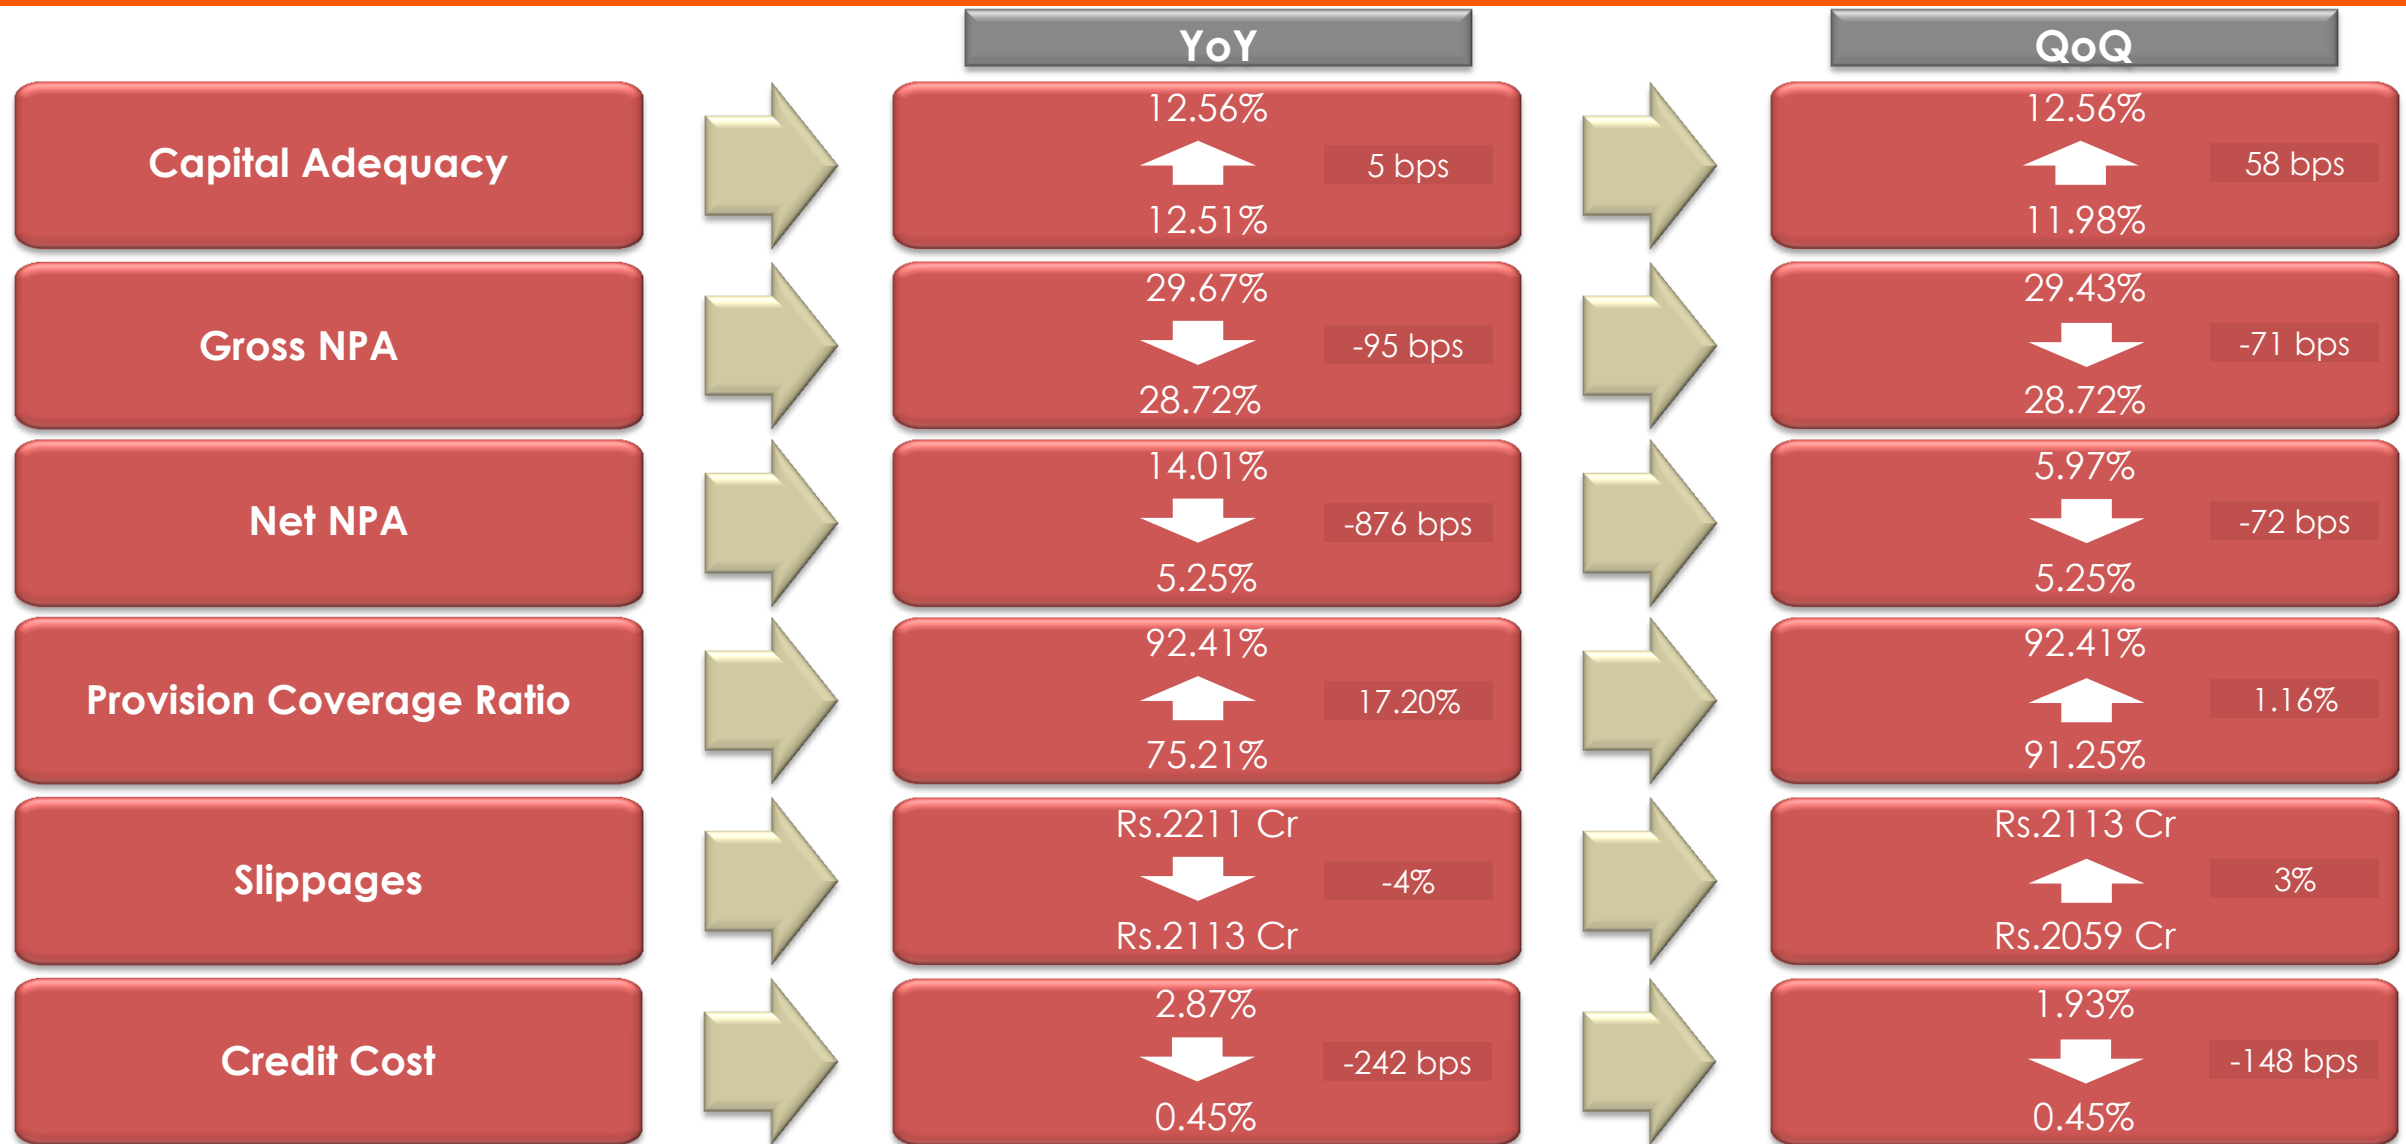 YoY
QoQ
Capital Adequacy
12.56%
5 bps
12.51%
12.56%
58 bps
11.98%
Gross NPA
29.67%
-95 bps
28.72%
29.43%
-71 bps
28.72%
Net NPA
14.01%
-876 bps
5.25%
5.97%
-72 bps
5.25%
Provision Coverage Ratio
92.41%
17.20%
75.21%
92.41%
1.16%
91.25%
Slippages
Rs.2211 Cr
-4%
Rs.2113 Cr
Rs.2113 Cr
3%
Rs.2059 Cr
Credit Cost
2.87%
-242 bps
0.45%
1.93%
-148 bps
0.45%